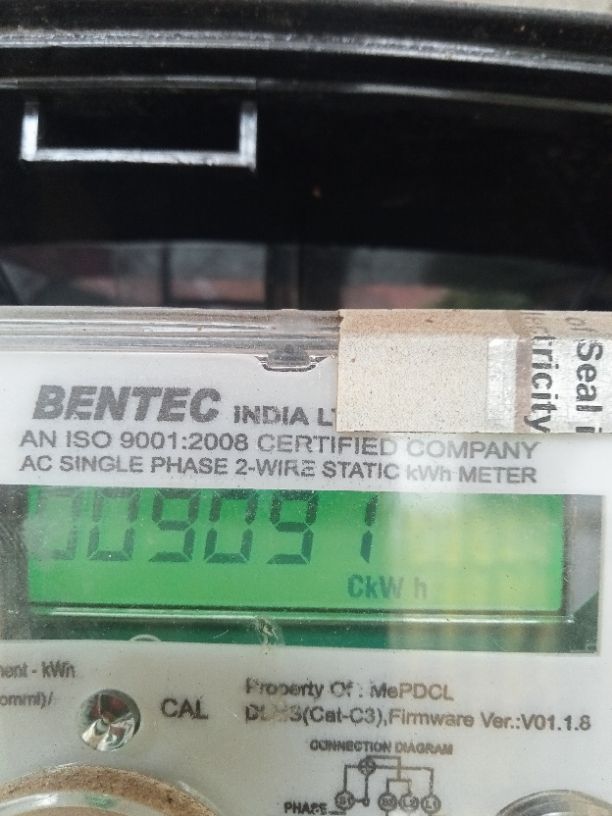 Seal
tricity
BENTEC INDIA
AN ISO 9001:2008 CERTIFIED COMPANY
AC SINGLE PHASE 2-WIRE STATIC kWh METER
009091
CkW h
CAL
Property Of : MePDCL
DLMS(Cat-C3),Firmware Ver.:V01.1.8
CONNECTION DIAGRAM
PHASE